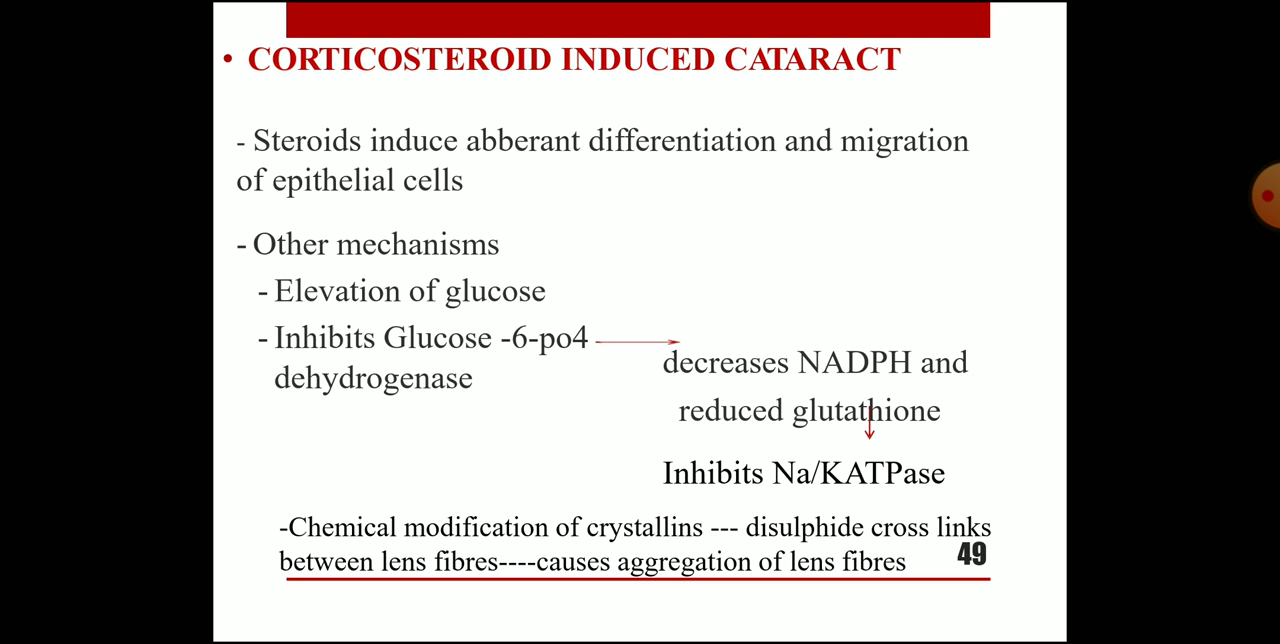 • CORTICOSTEROID INDUCED CATARACT
- Steroids induce abberant differentiation and migration
of epithelial cells
- Other mechanisms
- Elevation of glucose
- Inhibits Glucose -6-po4
dehydrogenase
decreases NADPH and
reduced glutathione
Inhibits Na/KATPase
-Chemical modification of crystallins --- disulphide cross links
between lens fibres----causes aggregation of lens fibres
49